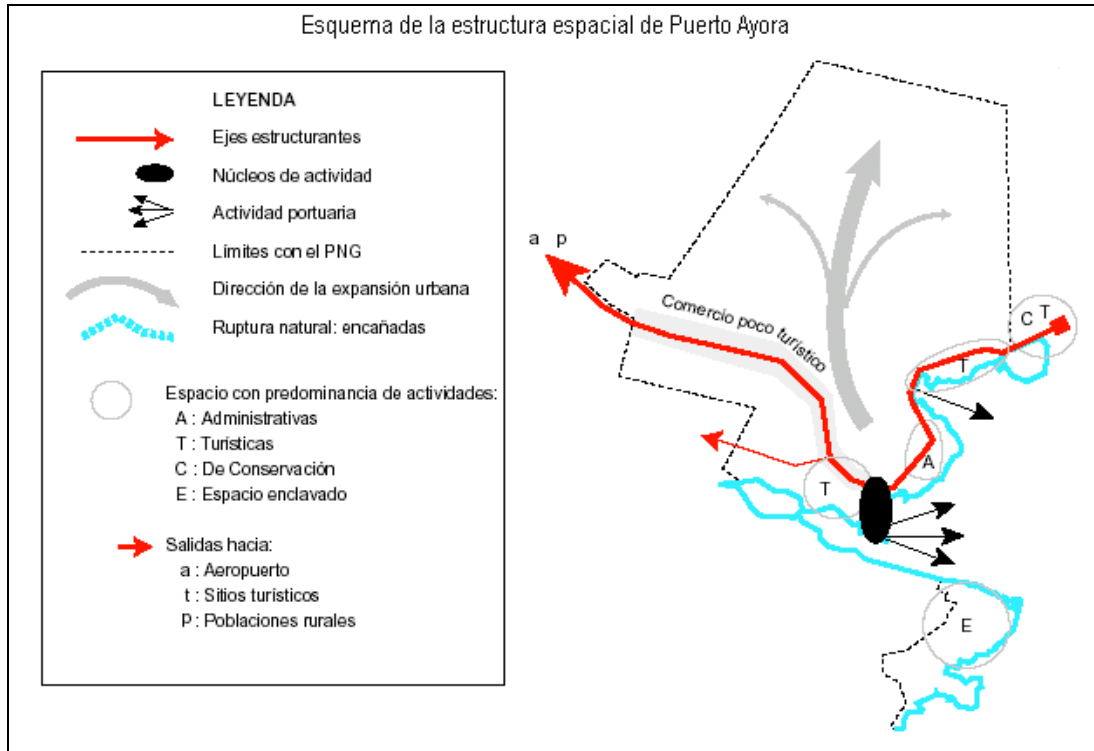 Esquema de la estructura espacial de Puerto Ayora
LEYENDA
Ejes estructurantes
Núcleos de actividad
Actividad portuaria
Límites con el PNG
Dirección de la expansión urbana
Ruptura natural: encañadas
Espacio con predominancia de actividades:
A : Administrativas
T : Turísticas
C : De Conservación
E : Espacio enclavado
Salidas hacia:
a : Aeropuerto
t : Sitios turísticos
P : Poblaciones rurales
a p
Comercio poco turístico
C T
T
A
T
E